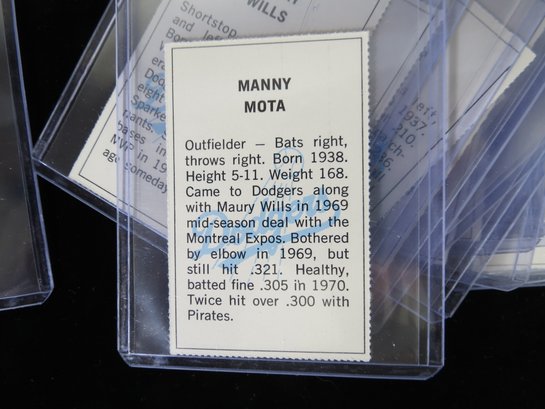 WILLS
Shortstop
MANNY
MOTA
Outfielder — Bats right,
throws right. Born 1938.
Height 5-11. Weight 168.
Came to Dodgers along
with Maury Wills in 1969
mid-season deal with the
Montreal Expos. Bothered
by elbow in 1969, but
still hit .321. Healthy,
batted fine .305 in 1970.
Twice hit over .300 with
Pirates.
Dodgers
and
eight
bases in
MVP in
someday
1937.
210.